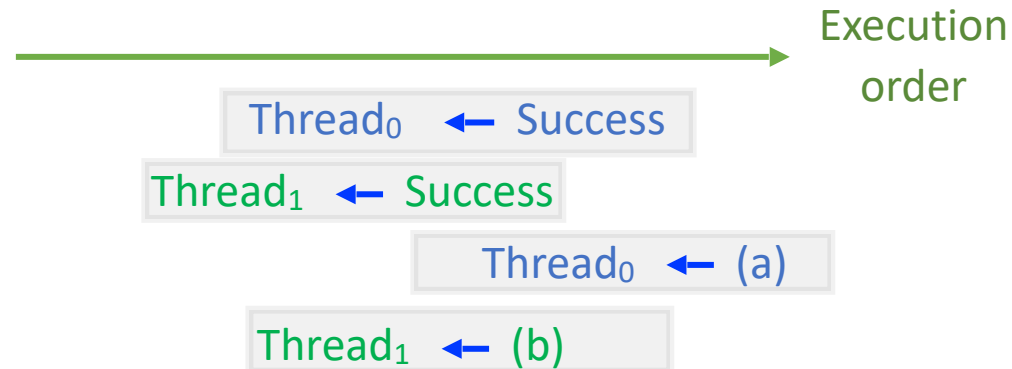 Execution
order
Thread₀ ← Success
Thread₁ ← Success
Thread₀ ← (a)
Thread₁ ← (b)